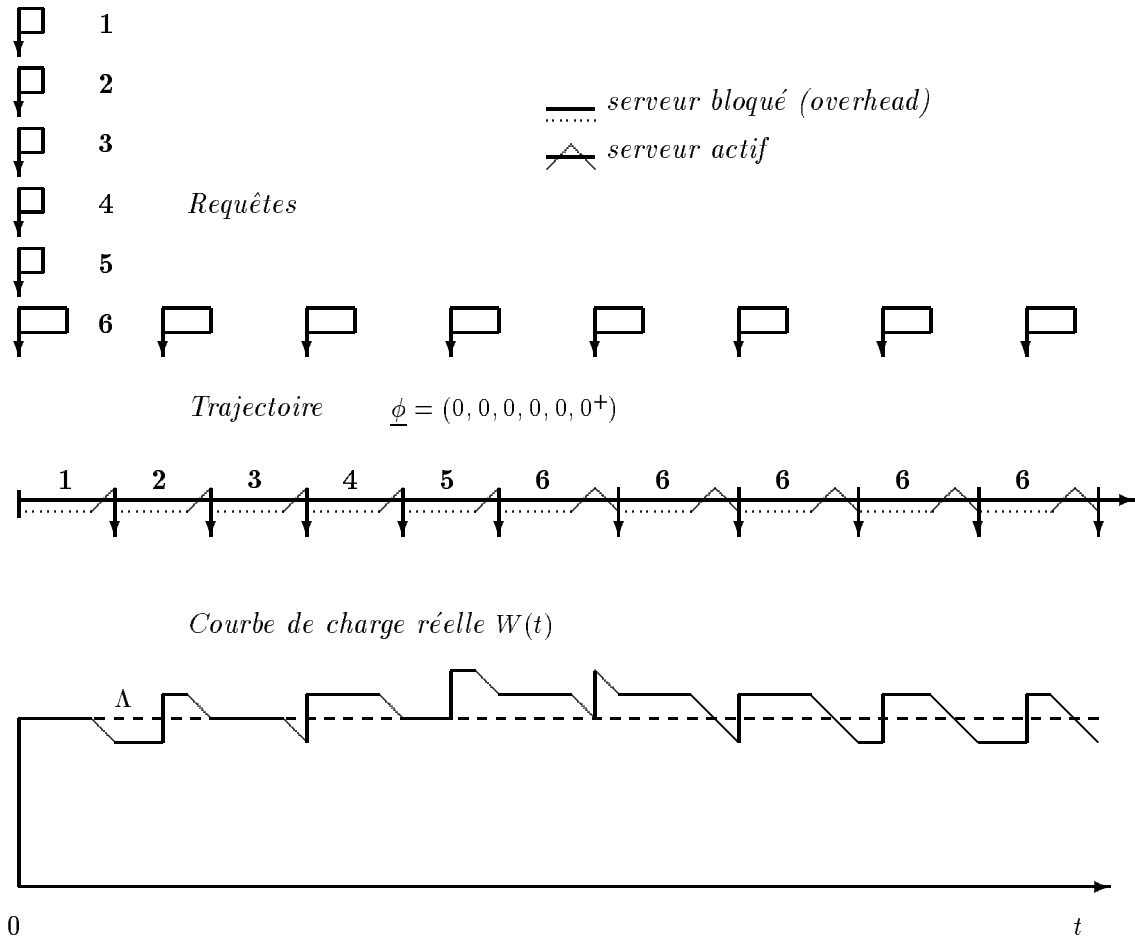 1
2
serveur bloqué (overhead)
3
serveur actif
4 Requêtes
5
6
Trajectoire ϕ = (0, 0, 0, 0, 0, 0⁺)
1 2 3 4 5 6 6 6 6 6
Courbe de charge réelle W(t)
Λ
0 t